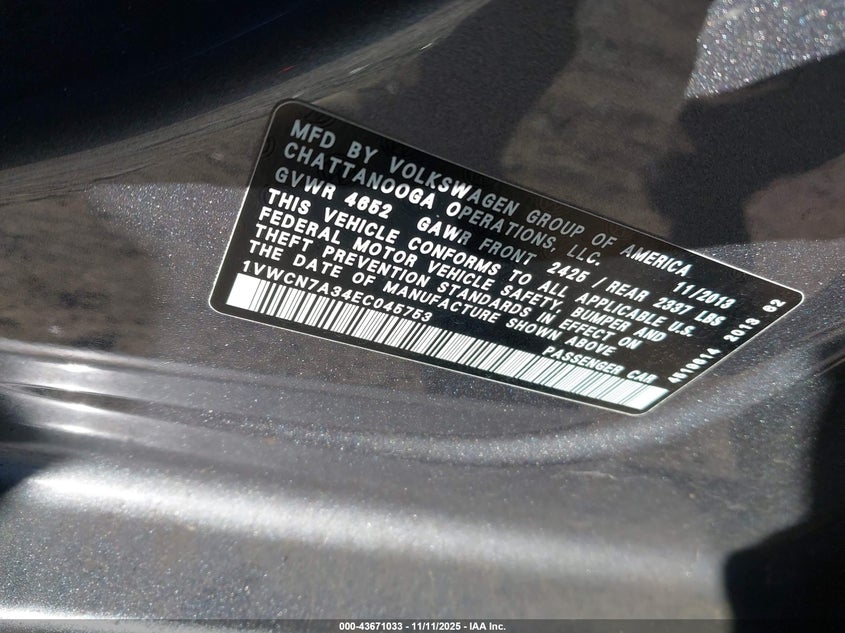 MFD BY VOLKSWAGEN GROUP OF AMERICA
CHATTANOOGA OPERATIONS, LLC. 11/2013
GVWR 4652 GAWR FRONT 2425 / REAR 2337 LBS
THIS VEHICLE CONFORMS TO ALL APPLICABLE U.S.
FEDERAL MOTOR VEHICLE SAFETY, BUMPER AND
THEFT PREVENTION STANDARDS IN EFFECT ON
THE DATE OF MANUFACTURE SHOWN ABOVE
1VWCN7A34EC045753 PASSENGER CAR
2013 62
000-43671033 - 11/11/2025 - IAA Inc.